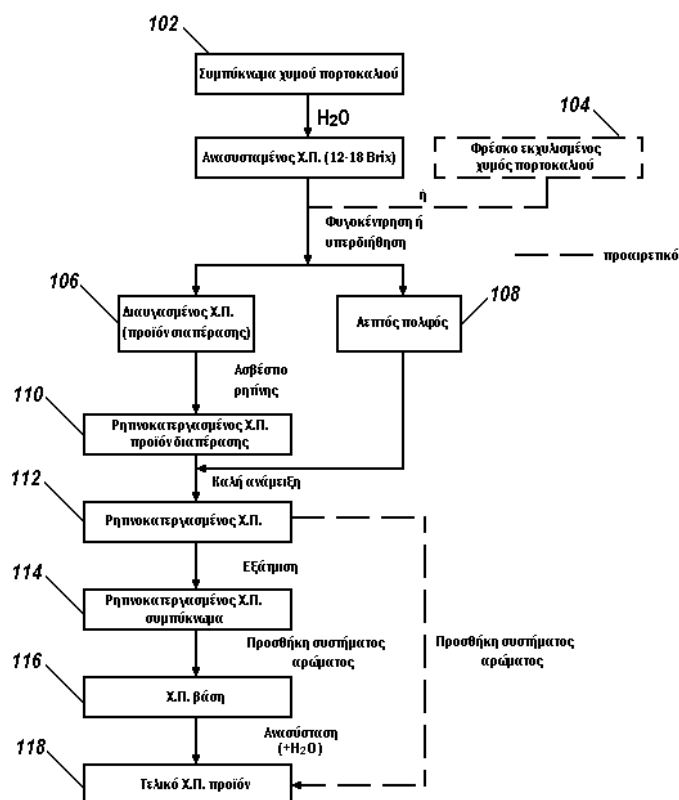 102
Συμπύκνωμα χυμού πορτοκαλιού
H2O
104
Ανασυσταμένος Χ.Π. (12-18 Brix)
Φρέσκο εκχυλισμένος
χυμός πορτοκαλιού
ή
Φυγοκέντρηση ή
υπερδιήθηση
προαιρετικό
106
108
Διαυγασμένος Χ.Π.
(προϊόν σιαπέρασης)
Λεπτός πολφός
Ασβέστιο
ρητίνης
110
Ρητινοκατεργασμένος Χ.Π.
προϊόν διαπέρασης
Καλή ανάμειξη
112
Ρητινοκατεργασμένος Χ.Π.
Εξάτμιση
114
Ρητινοκατεργασμένος Χ.Π.
συμπύκνωμα
Προσθήκη συστήματος
αρώματος
Προσθήκη συστήματος
αρώματος
116
Χ.Π. βάση
Ανασύσταση
(+H2O)
118
Τελικό Χ.Π. προϊόν